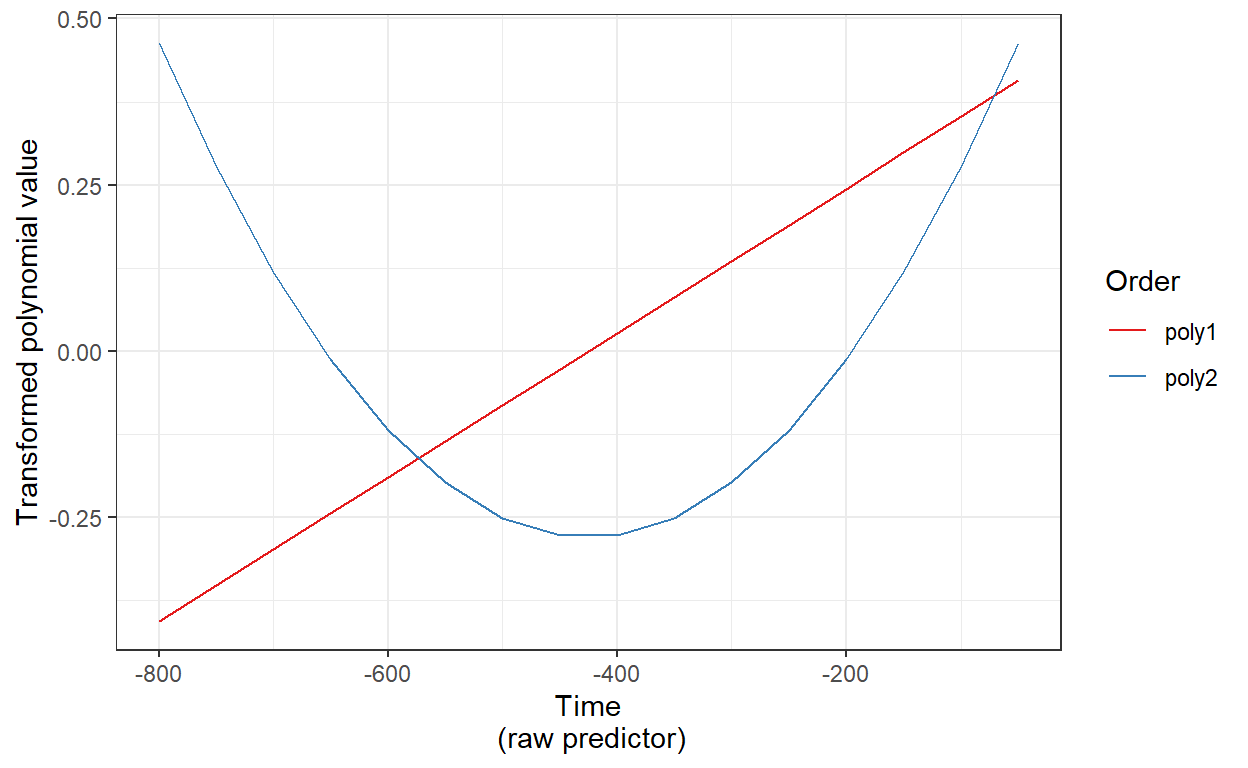 0.50
0.25
0.00
-0.25
Transformed polynomial value
-800
-600
-400
-200
Time
(raw predictor)
Order
poly1
poly2